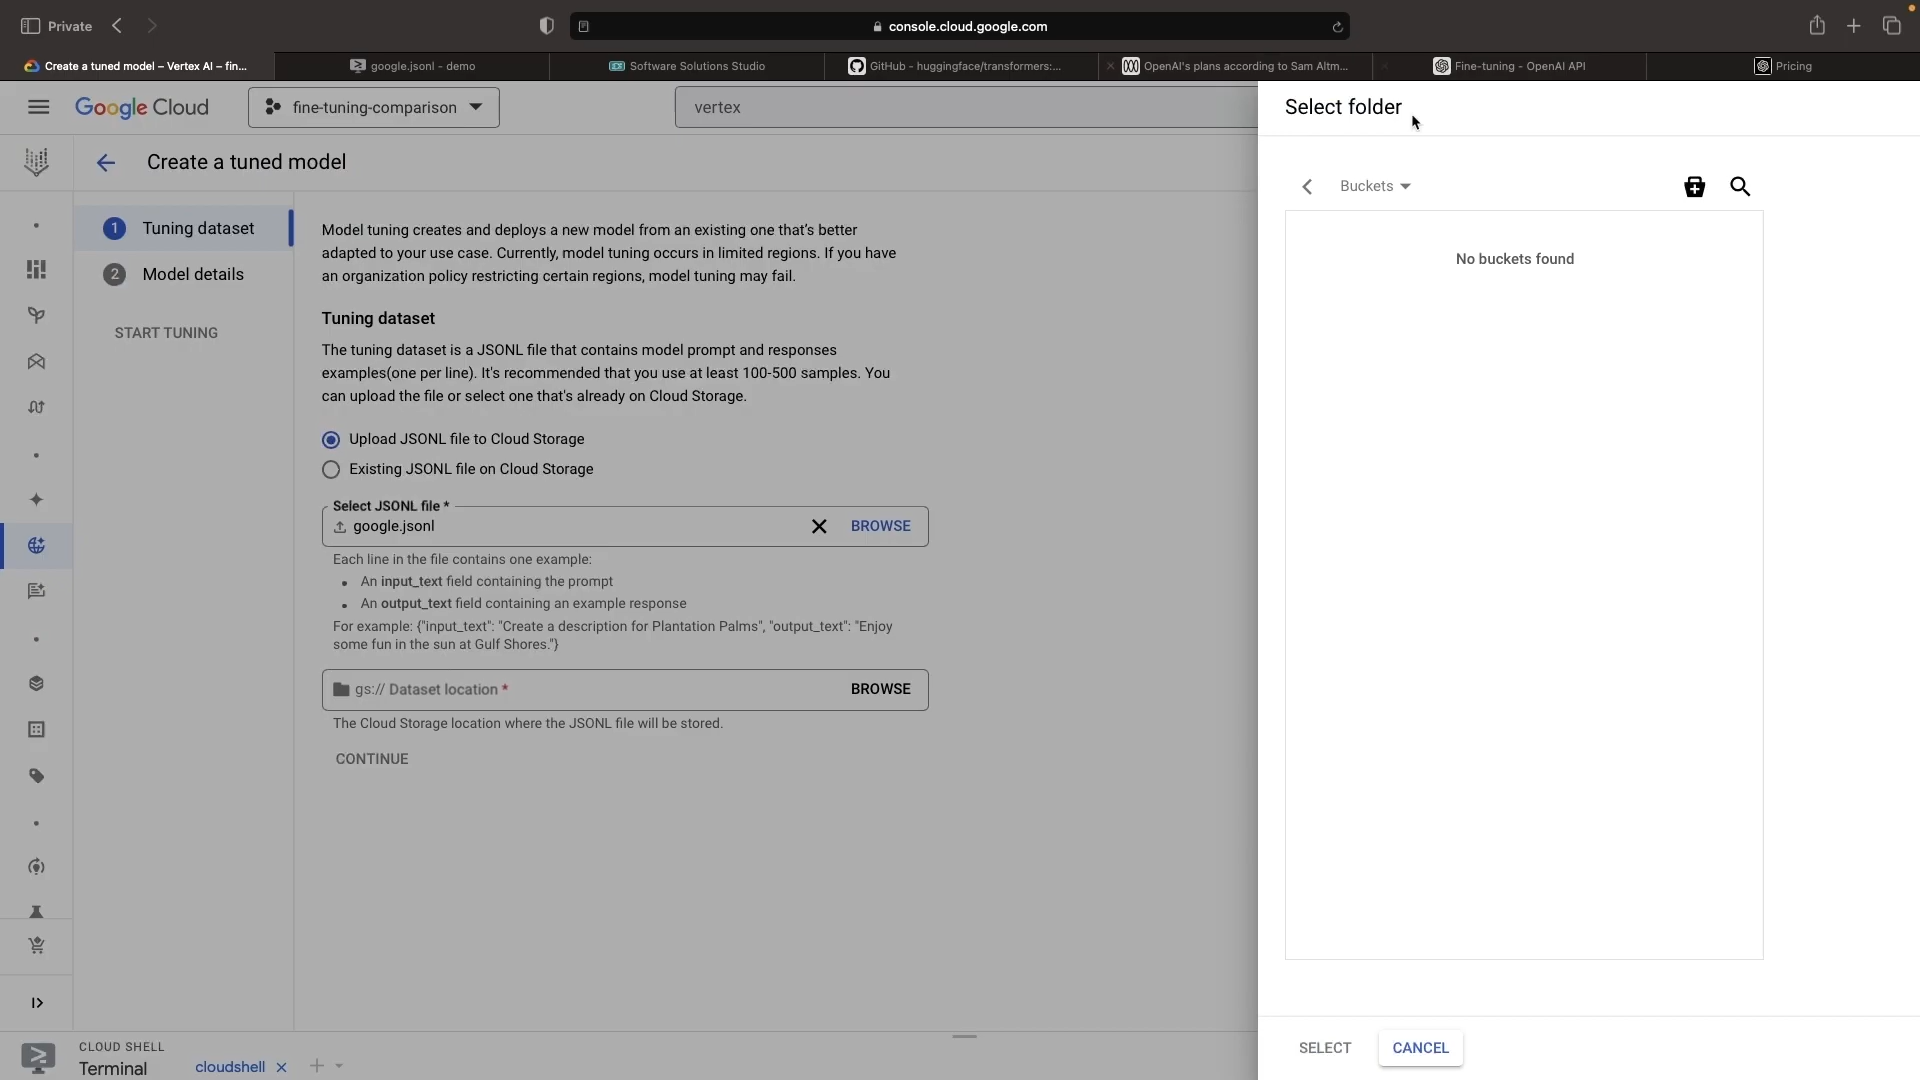 Private
console.cloud.google.com
Create a tuned model – Vertex AI – fin...
google.jsonl - demo
Software Solutions Studio
GitHub - huggingface/transformers:...
OpenAI's plans according to Sam Altm...
Fine-tuning - OpenAI API
Pricing
Google Cloud
fine-tuning-comparison
vertex
Select folder
Create a tuned model
Buckets
No buckets found
1 Tuning dataset
2 Model details
START TUNING
Model tuning creates and deploys a new model from an existing one that's better
adapted to your use case. Currently, model tuning occurs in limited regions. If you have
an organization policy restricting certain regions, model tuning may fail.
Tuning dataset
The tuning dataset is a JSONL file that contains model prompt and responses
examples(one per line). It's recommended that you use at least 100-500 samples. You
can upload the file or select one that's already on Cloud Storage.
Upload JSONL file to Cloud Storage
Existing JSONL file on Cloud Storage
Select JSONL file *
google.jsonl
BROWSE
Each line in the file contains one example:
• An input_text field containing the prompt
• An output_text field containing an example response
For example: {"input_text": "Create a description for Plantation Palms", "output_text": "Enjoy
some fun in the sun at Gulf Shores."}
gs:// Dataset location *
BROWSE
The Cloud Storage location where the JSONL file will be stored.
CONTINUE
CLOUD SHELL
Terminal
cloudshell
SELECT
CANCEL